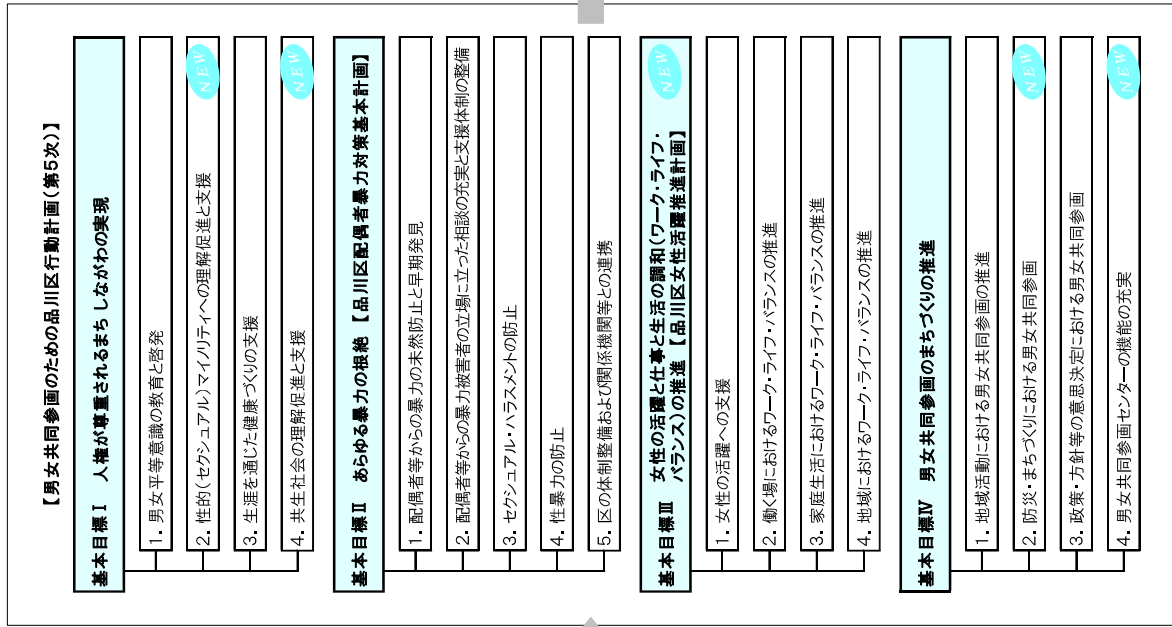 【男女共同参画のための品川区行動計画（第５次）】
基本目標Ⅰ　人権が尊重されるまち しながわの実現
1. 男女平等意識の教育と啓発
2. 性的（セクシュアル）マイノリティへの理解促進と支援
NEW
3. 生涯を通じた健康づくりの支援
4. 共生社会の理解促進と支援
NEW
基本目標Ⅱ　あらゆる暴力の根絶 【品川区配偶者暴力対策基本計画】
1. 配偶者等からの暴力の未然防止と早期発見
2. 配偶者等からの暴力被害者の立場に立った相談の充実と支援体制の整備
3. セクシュアル・ハラスメントの防止
4. 性暴力の防止
5. 区の体制整備および関係機関等との連携
基本目標Ⅲ　女性の活躍と仕事と生活の調和（ワーク・ライフ・
バランス）の推進 【品川区女性活躍推進計画】
NEW
1. 女性の活躍への支援
2. 働く場におけるワーク・ライフ・バランスの推進
3. 家庭生活におけるワーク・ライフ・バランスの推進
4. 地域におけるワーク・ライフ・バランスの推進
基本目標Ⅳ　男女共同参画のまちづくりの推進
1. 地域活動における男女共同参画の推進
2. 防災・まちづくりにおける男女共同参画
NEW
3. 政策・方針等の意思決定における男女共同参画
4. 男女共同参画センターの機能の充実
NEW